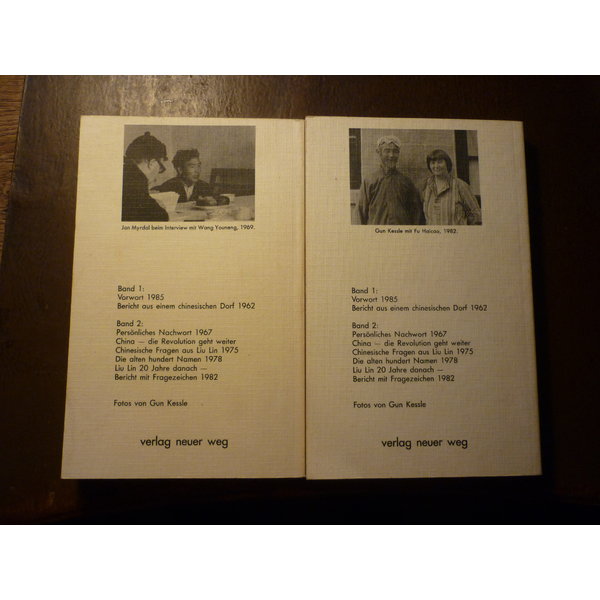 Jan Myrdal beim Interview mit Wang Youneng, 1969.
Band 1:
Vorwort 1985
Bericht aus einem chinesischen Dorf 1962
Band 2:
Persönliches Nachwort 1967
China — die Revolution geht weiter
Chinesische Fragen aus Liu Lin 1975
Die alten hundert Namen 1978
Liu Lin 20 Jahre danach —
Bericht mit Fragezeichen 1982
Fotos von Gun Kessle
verlag neuer weg
Gun Kessle mit Fu Haicao, 1982.
Band 1:
Vorwort 1985
Bericht aus einem chinesischen Dorf 1962
Band 2:
Persönliches Nachwort 1967
China — die Revolution geht weiter
Chinesische Fragen aus Liu Lin 1975
Die alten hundert Namen 1978
Liu Lin 20 Jahre danach —
Bericht mit Fragezeichen 1982
Fotos von Gun Kessle
verlag neuer weg